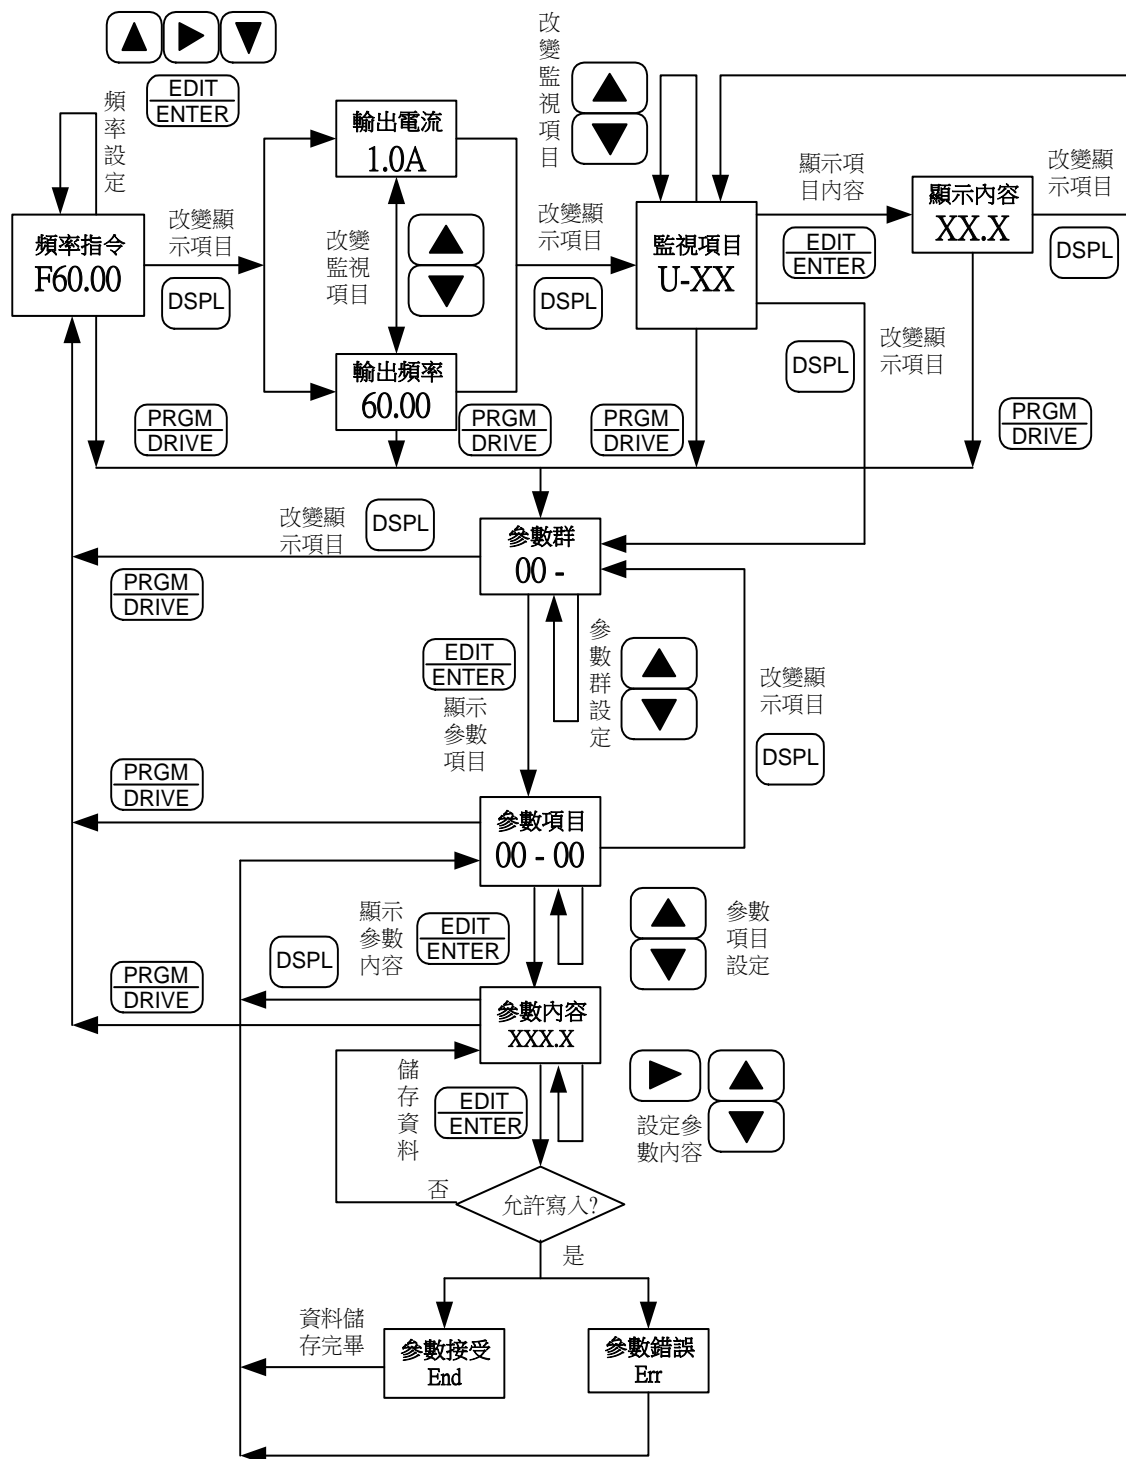 EDIT
ENTER
頻率設定
改變監視項目
輸出電流
1.0A
頻率指令
F60.00
改變顯
示項目
DSPL
改變
監視
項目
改變顯
示項目
DSPL
監視項目
U-XX
顯示項
目內容
EDIT
ENTER
顯示內容
XX.X
改變顯
示項目
DSPL
輸出頻率
60.00
DSPL
改變顯
示項目
PRGM
DRIVE
PRGM
DRIVE
PRGM
DRIVE
PRGM
DRIVE
改變顯
示項目
DSPL
參數群
00 -
PRGM
DRIVE
EDIT
ENTER
顯示
參數
項目
參數群設定
改變顯
示項目
DSPL
PRGM
DRIVE
參數項目
00 - 00
顯示
參數
內容
EDIT
ENTER
參數
項目
設定
DSPL
PRGM
DRIVE
參數內容
XXX.X
儲存資料
EDIT
ENTER
設定參
數內容
否
允許寫入?
是
資料儲
存完畢
參數接受
End
參數錯誤
Err